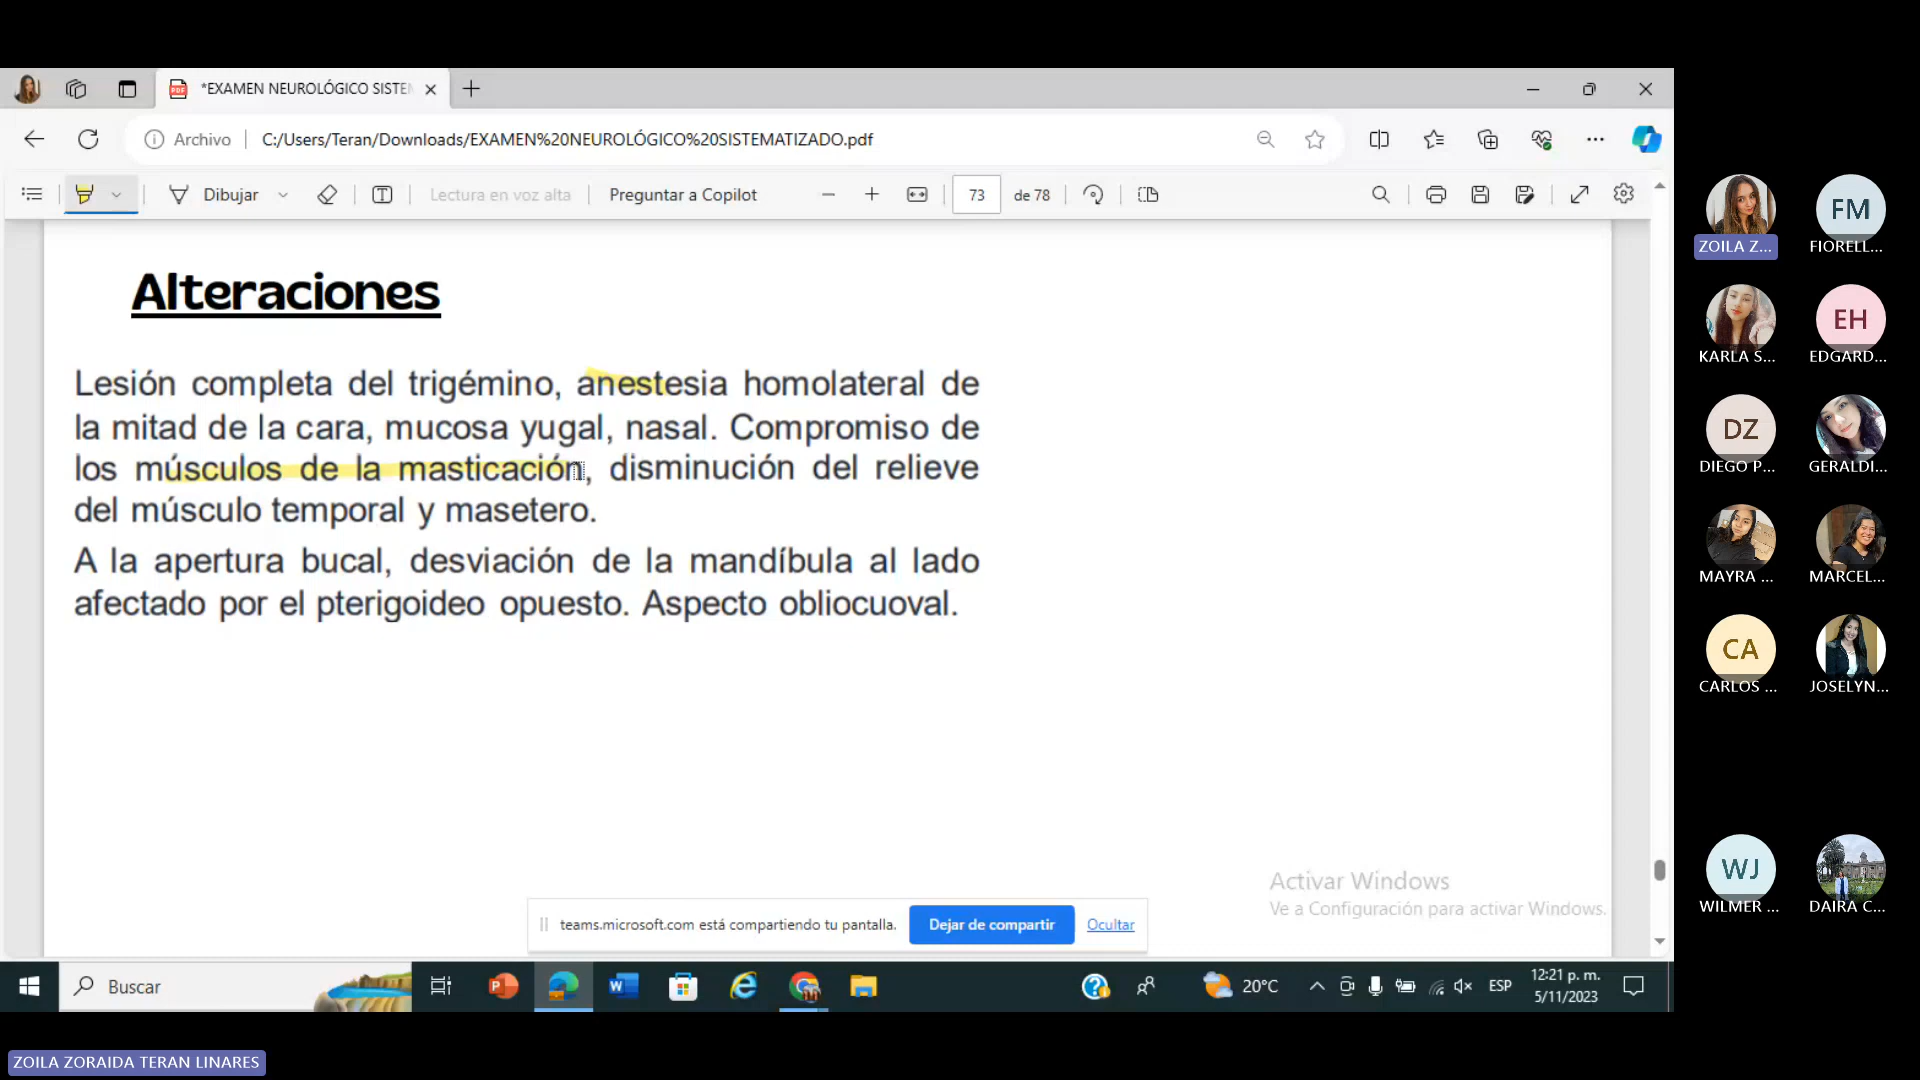 *EXAMEN NEUROLÓGICO SISTEM
Archivo
C:/Users/Teran/Downloads/EXAMEN%20NEUROLÓGICO%20SISTEMATIZADO.pdf
Dibujar
Lectura en voz alta
Preguntar a Copilot
73
de 78
Alteraciones
Lesión completa del trigémino, anestesia homolateral de
la mitad de la cara, mucosa yugal, nasal. Compromiso de
los músculos de la masticación, disminución del relieve
del músculo temporal y masetero.
A la apertura bucal, desviación de la mandíbula al lado
afectado por el pterigoideo opuesto. Aspecto obliocuoval.
Activar Windows
Ve a Configuración para activar Windows.
teams.microsoft.com está compartiendo tu pantalla.
Dejar de compartir
Ocultar
Buscar
20°C
ESP
12:21 p. m.
5/11/2023
ZOILA Z...
FM
FIORELL...
KARLA S...
EH
EDGARD...
DZ
DIEGO P...
GERALDI...
MAYRA ...
MARCEL...
CA
CARLOS ...
JOSELYN...
WJ
WILMER ...
DAIRA C...
ZOILA ZORAIDA TERAN LINARES